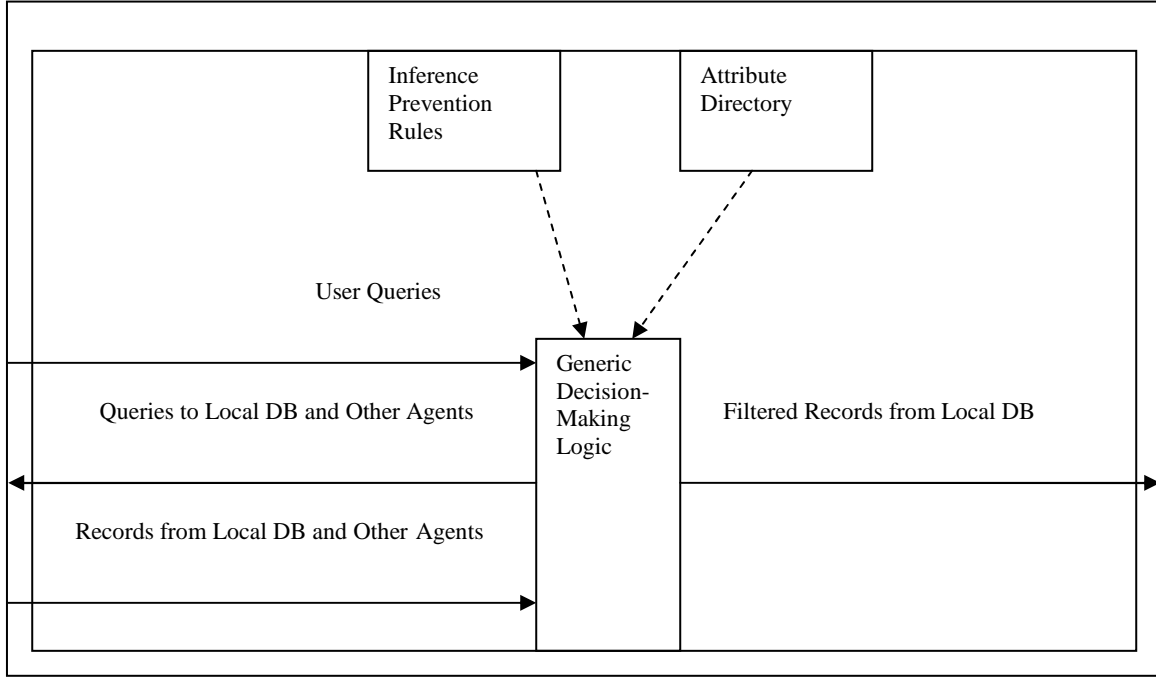 Inference
Prevention
Rules
Attribute
Directory
User Queries
Generic
Decision-
Making
Logic
Queries to Local DB and Other Agents
Filtered Records from Local DB
Records from Local DB and Other Agents